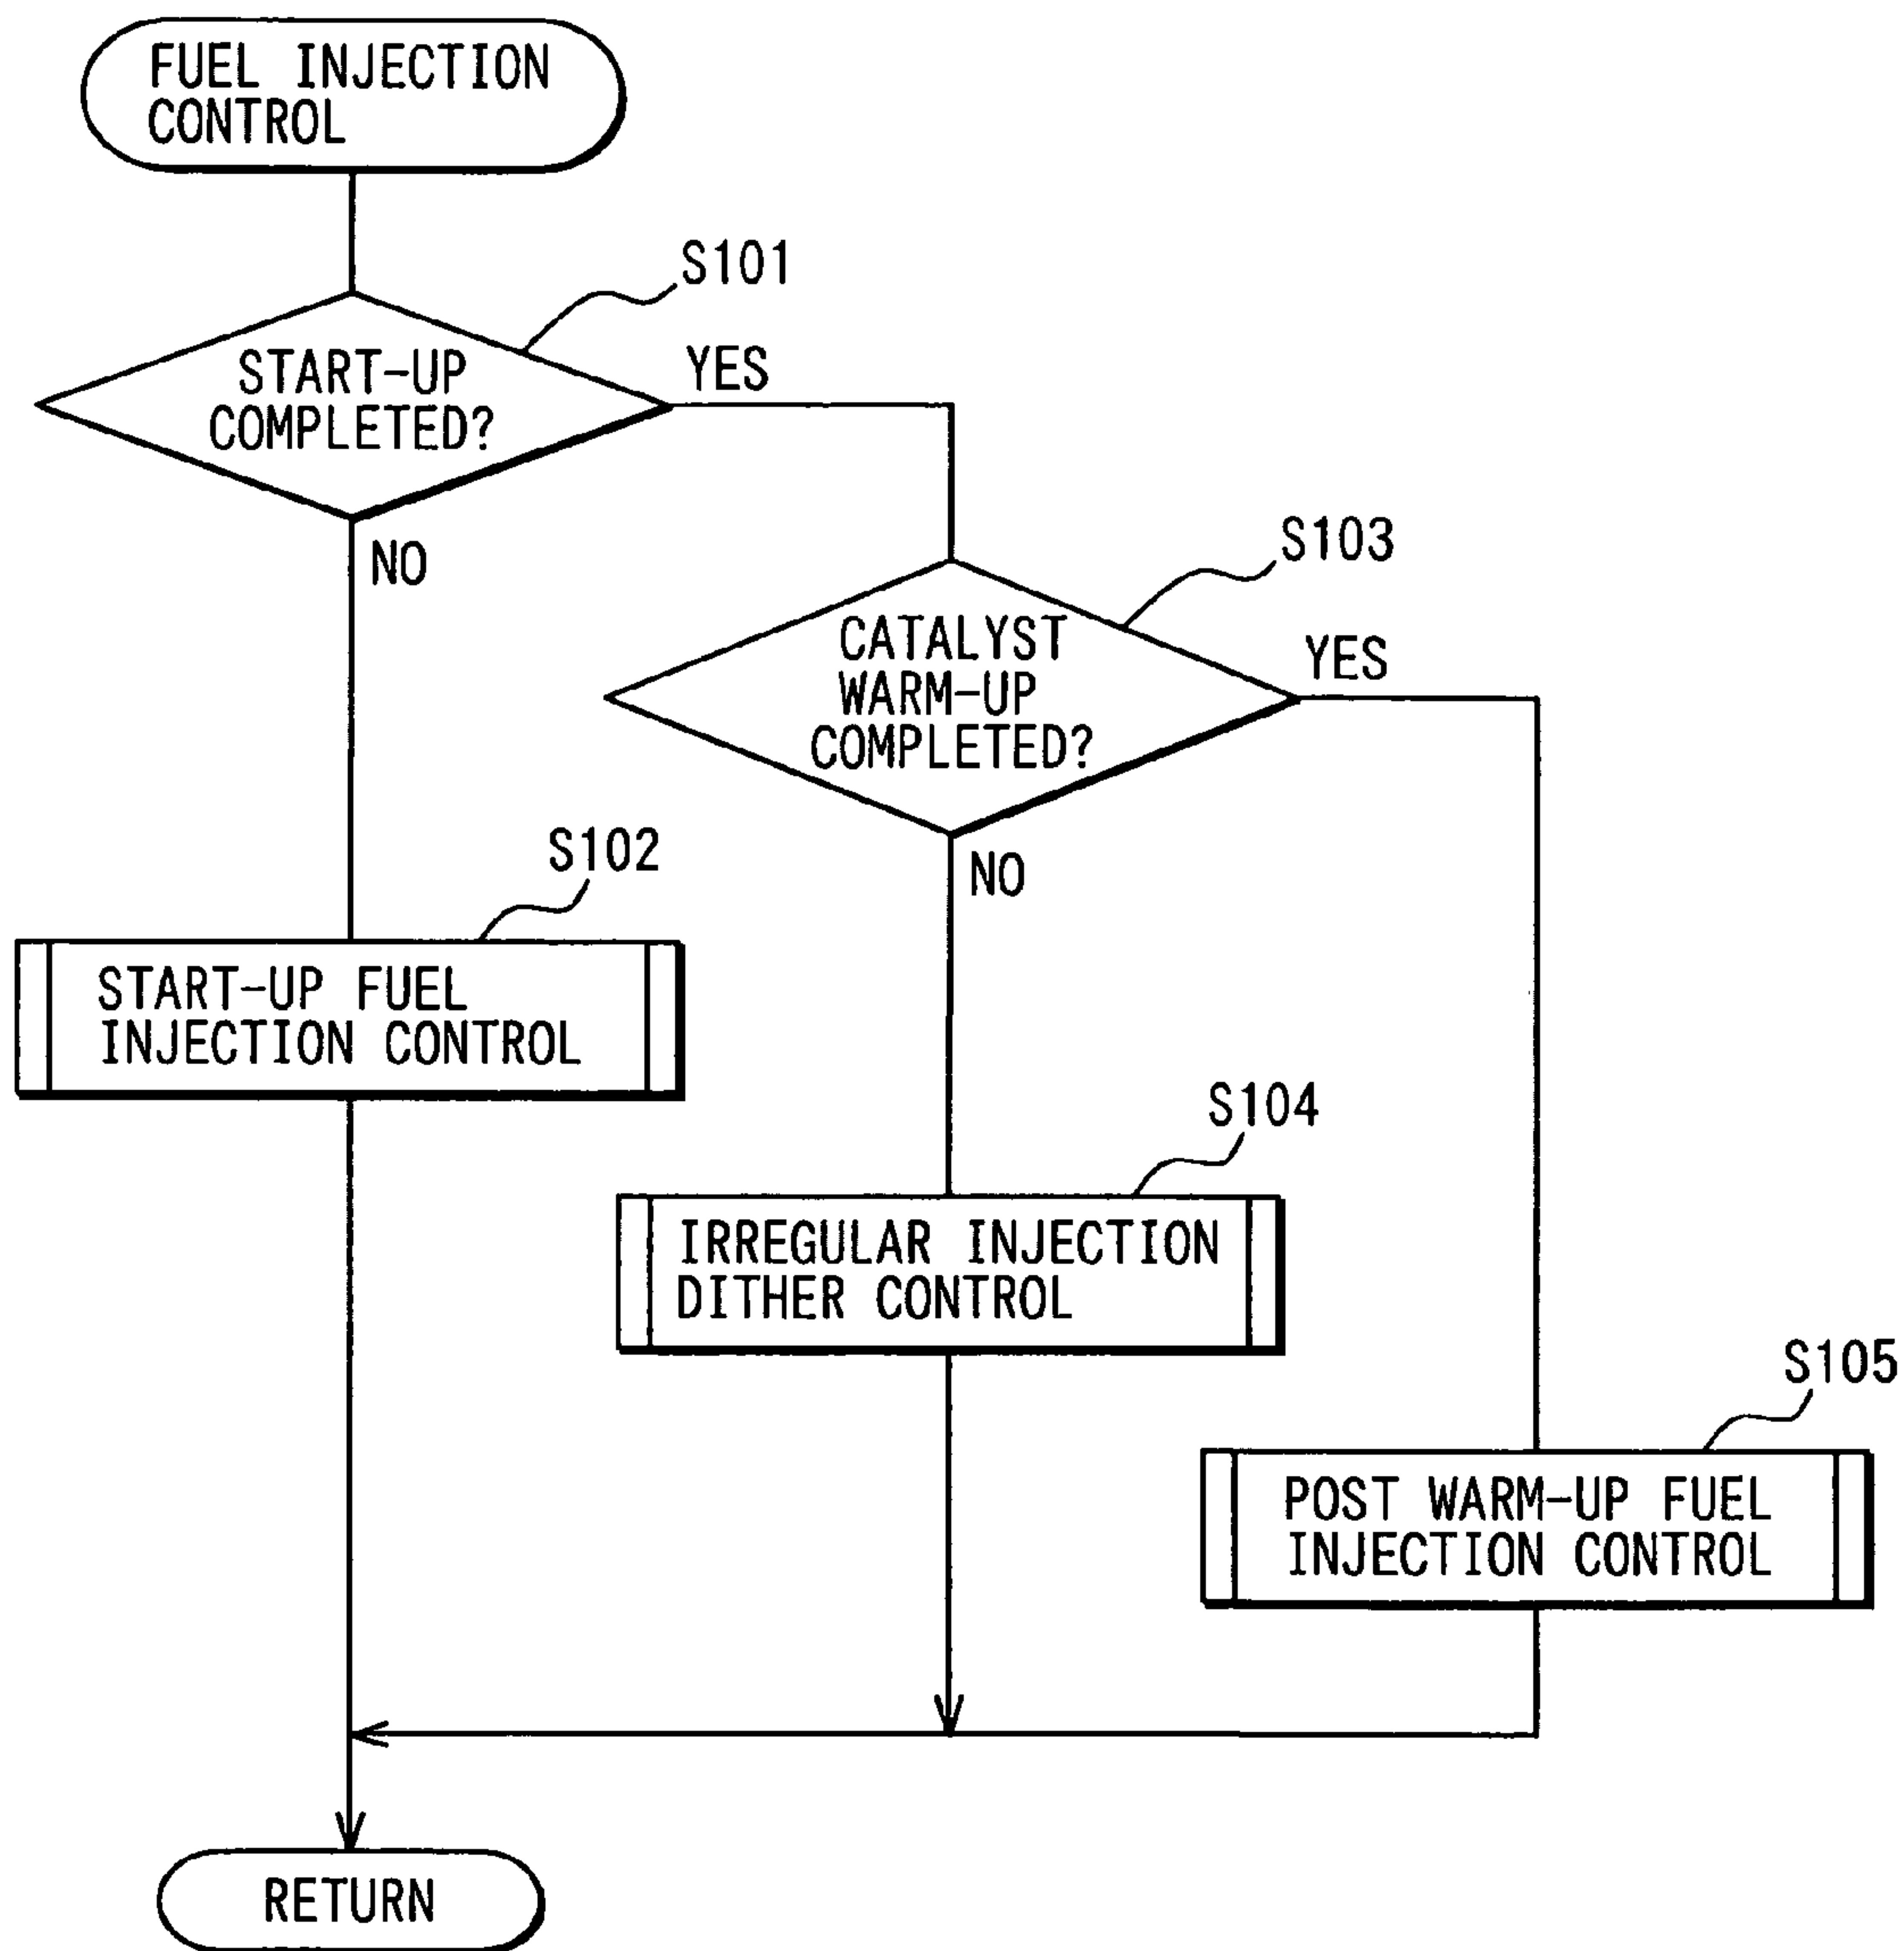 FUEL INJECTION
CONTROL
S101
START-UP
COMPLETED?
YES
NO
S103
CATALYST
WARM-UP
COMPLETED?
YES
NO
S102
START-UP FUEL
INJECTION CONTROL
S104
IRREGULAR INJECTION
DITHER CONTROL
S105
POST WARM-UP FUEL
INJECTION CONTROL
RETURN